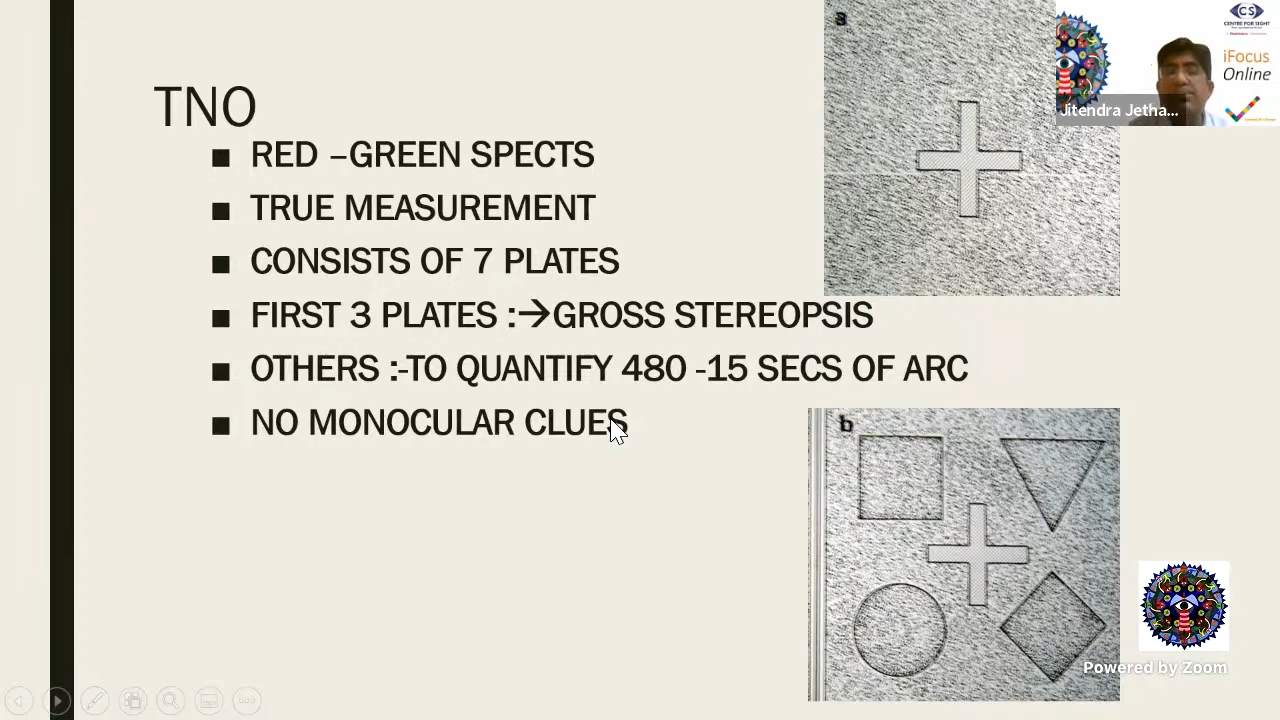 TNO
■ RED –GREEN SPECTS
■ TRUE MEASUREMENT
■ CONSISTS OF 7 PLATES
■ FIRST 3 PLATES :→GROSS STEREOPSIS
■ OTHERS :-TO QUANTIFY 480 -15 SECS OF ARC
■ NO MONOCULAR CLUES
a
b
CS
CENTRE FOR SIGHT
iFocus
Online
Jitendra Jetha...
Powered by Zoom